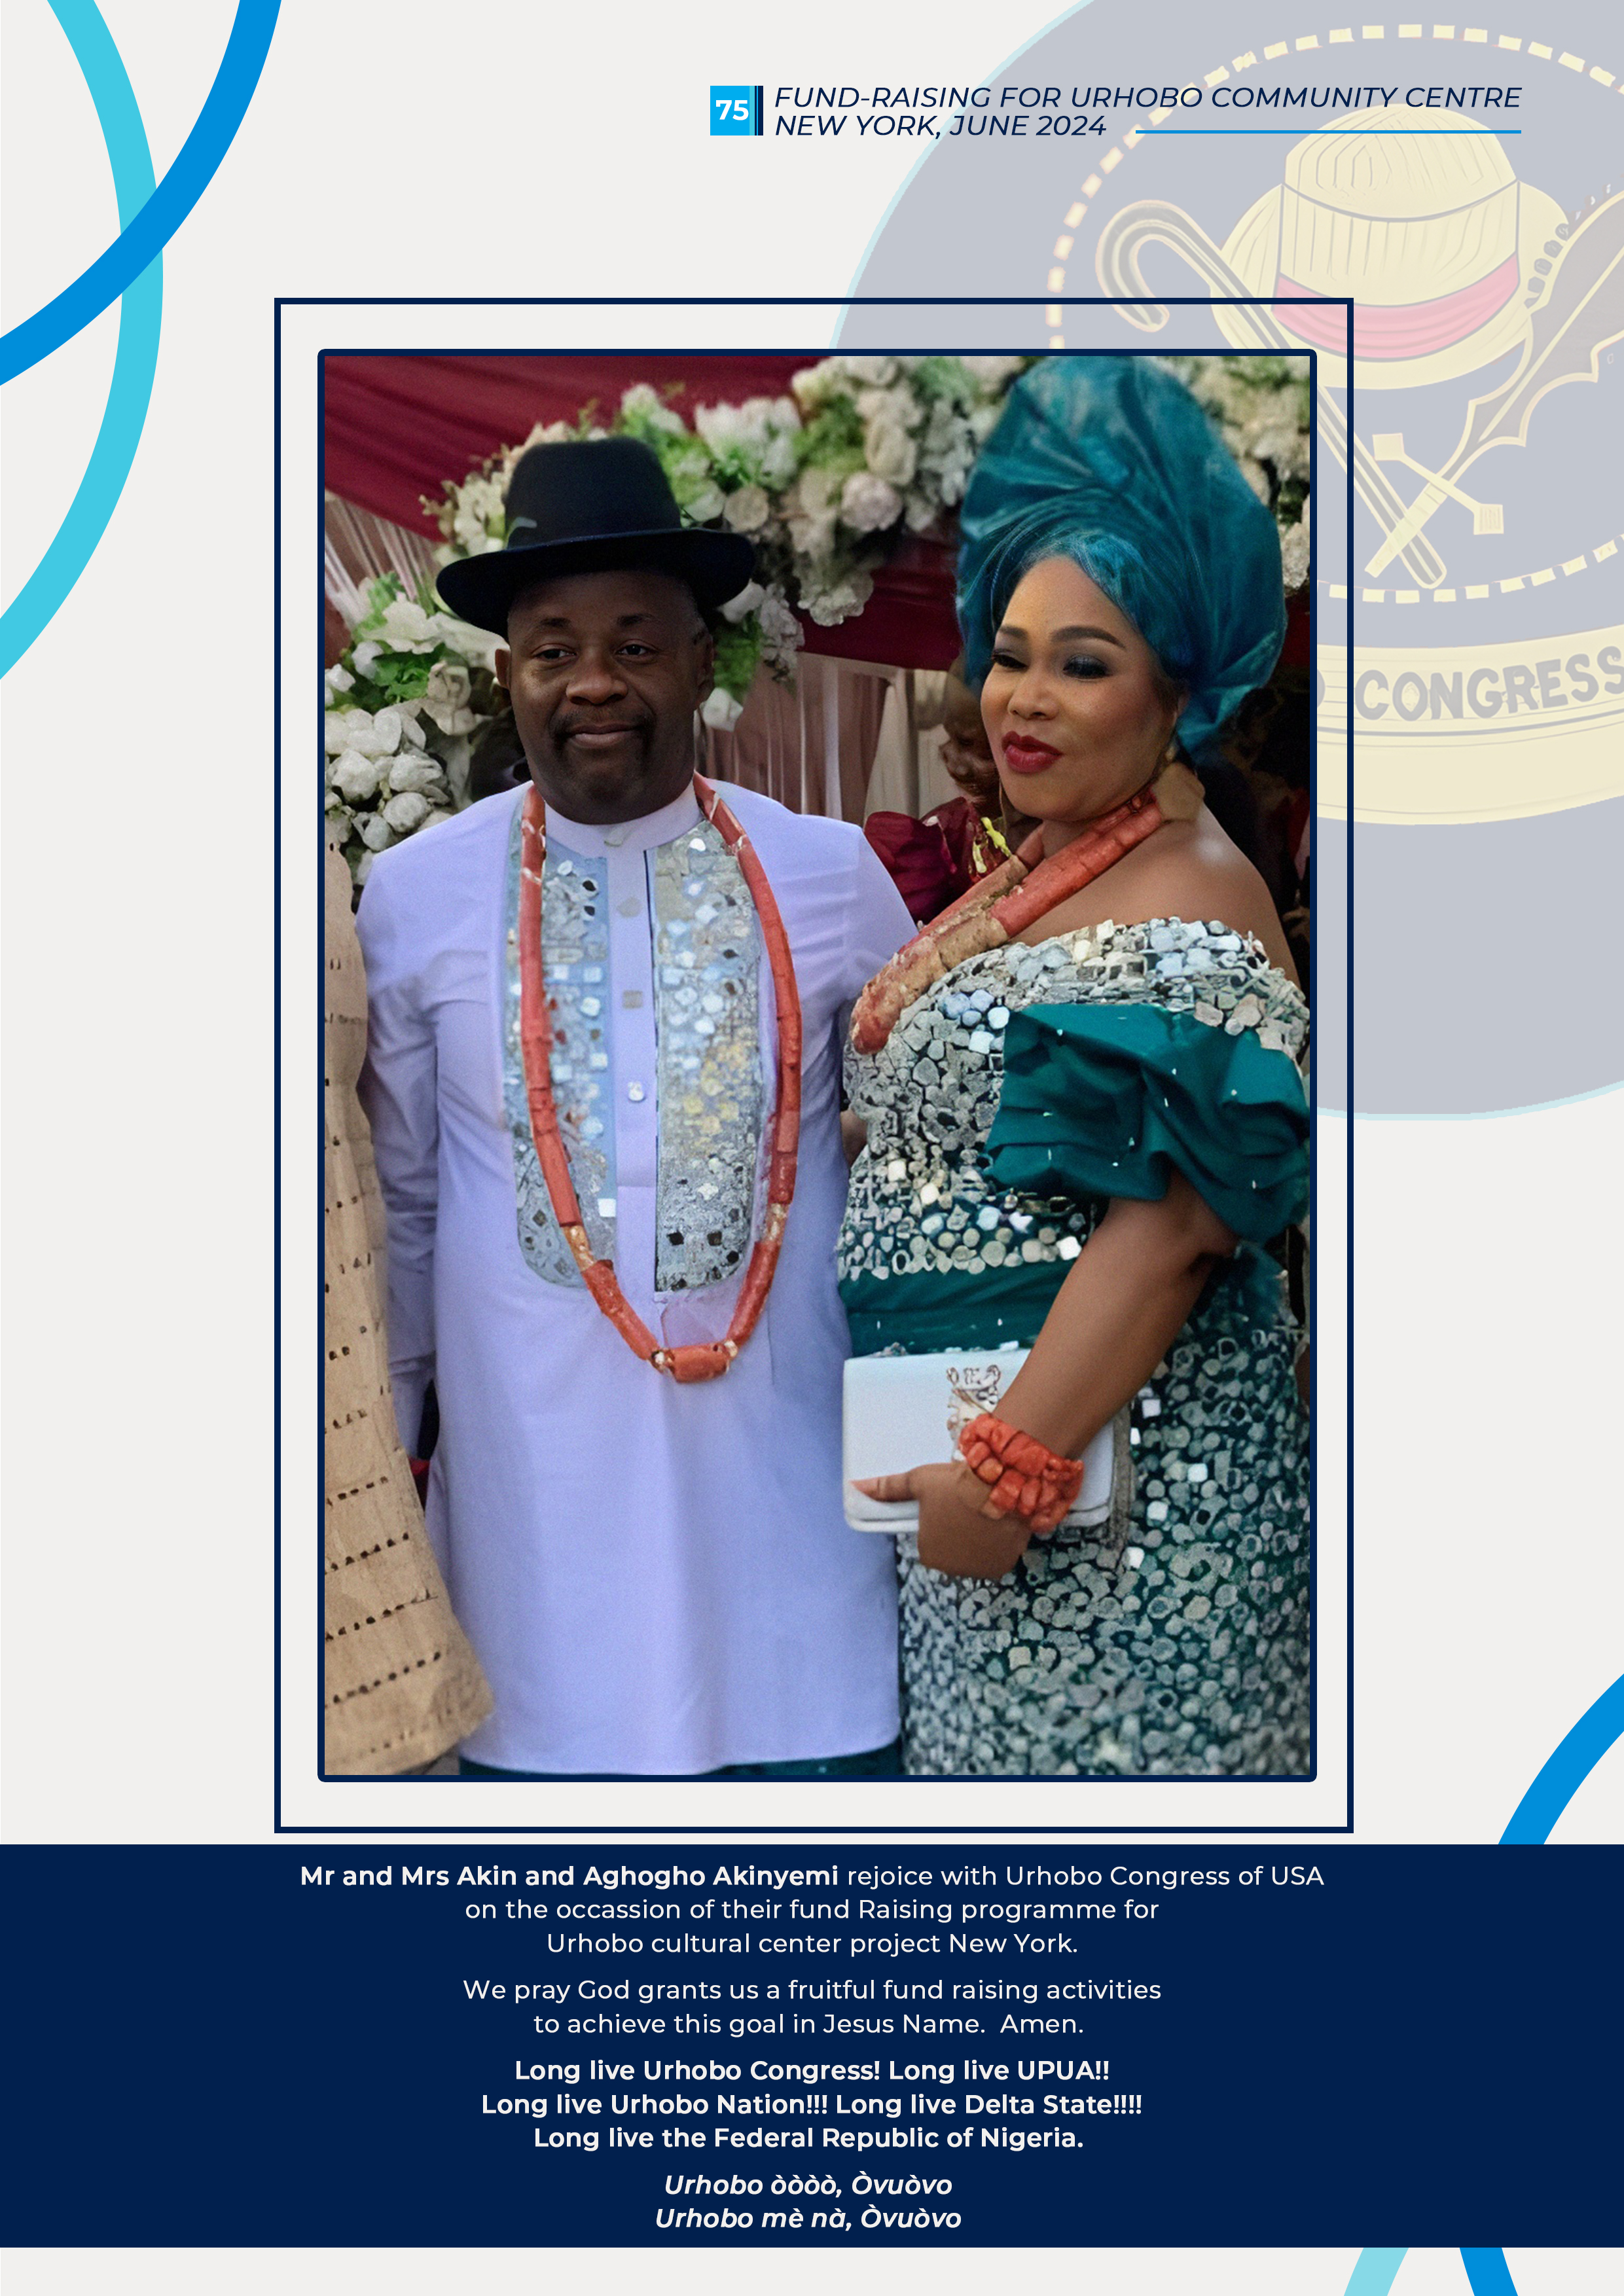 75
FUND-RAISING FOR URHOBO COMMUNITY CENTRE
NEW YORK, JUNE 2024
CONGRESS
Mr and Mrs Akin and Aghogho Akinyemi rejoice with Urhobo Congress of USA
on the occassion of their fund Raising programme for
Urhobo cultural center project New York.
We pray God grants us a fruitful fund raising activities
to achieve this goal in Jesus Name.  Amen.
Long live Urhobo Congress! Long live UPUA!!
Long live Urhobo Nation!!! Long live Delta State!!!!
Long live the Federal Republic of Nigeria.
Urhobo òòòò, Òvuòvo
Urhobo mè nà, Òvuòvo